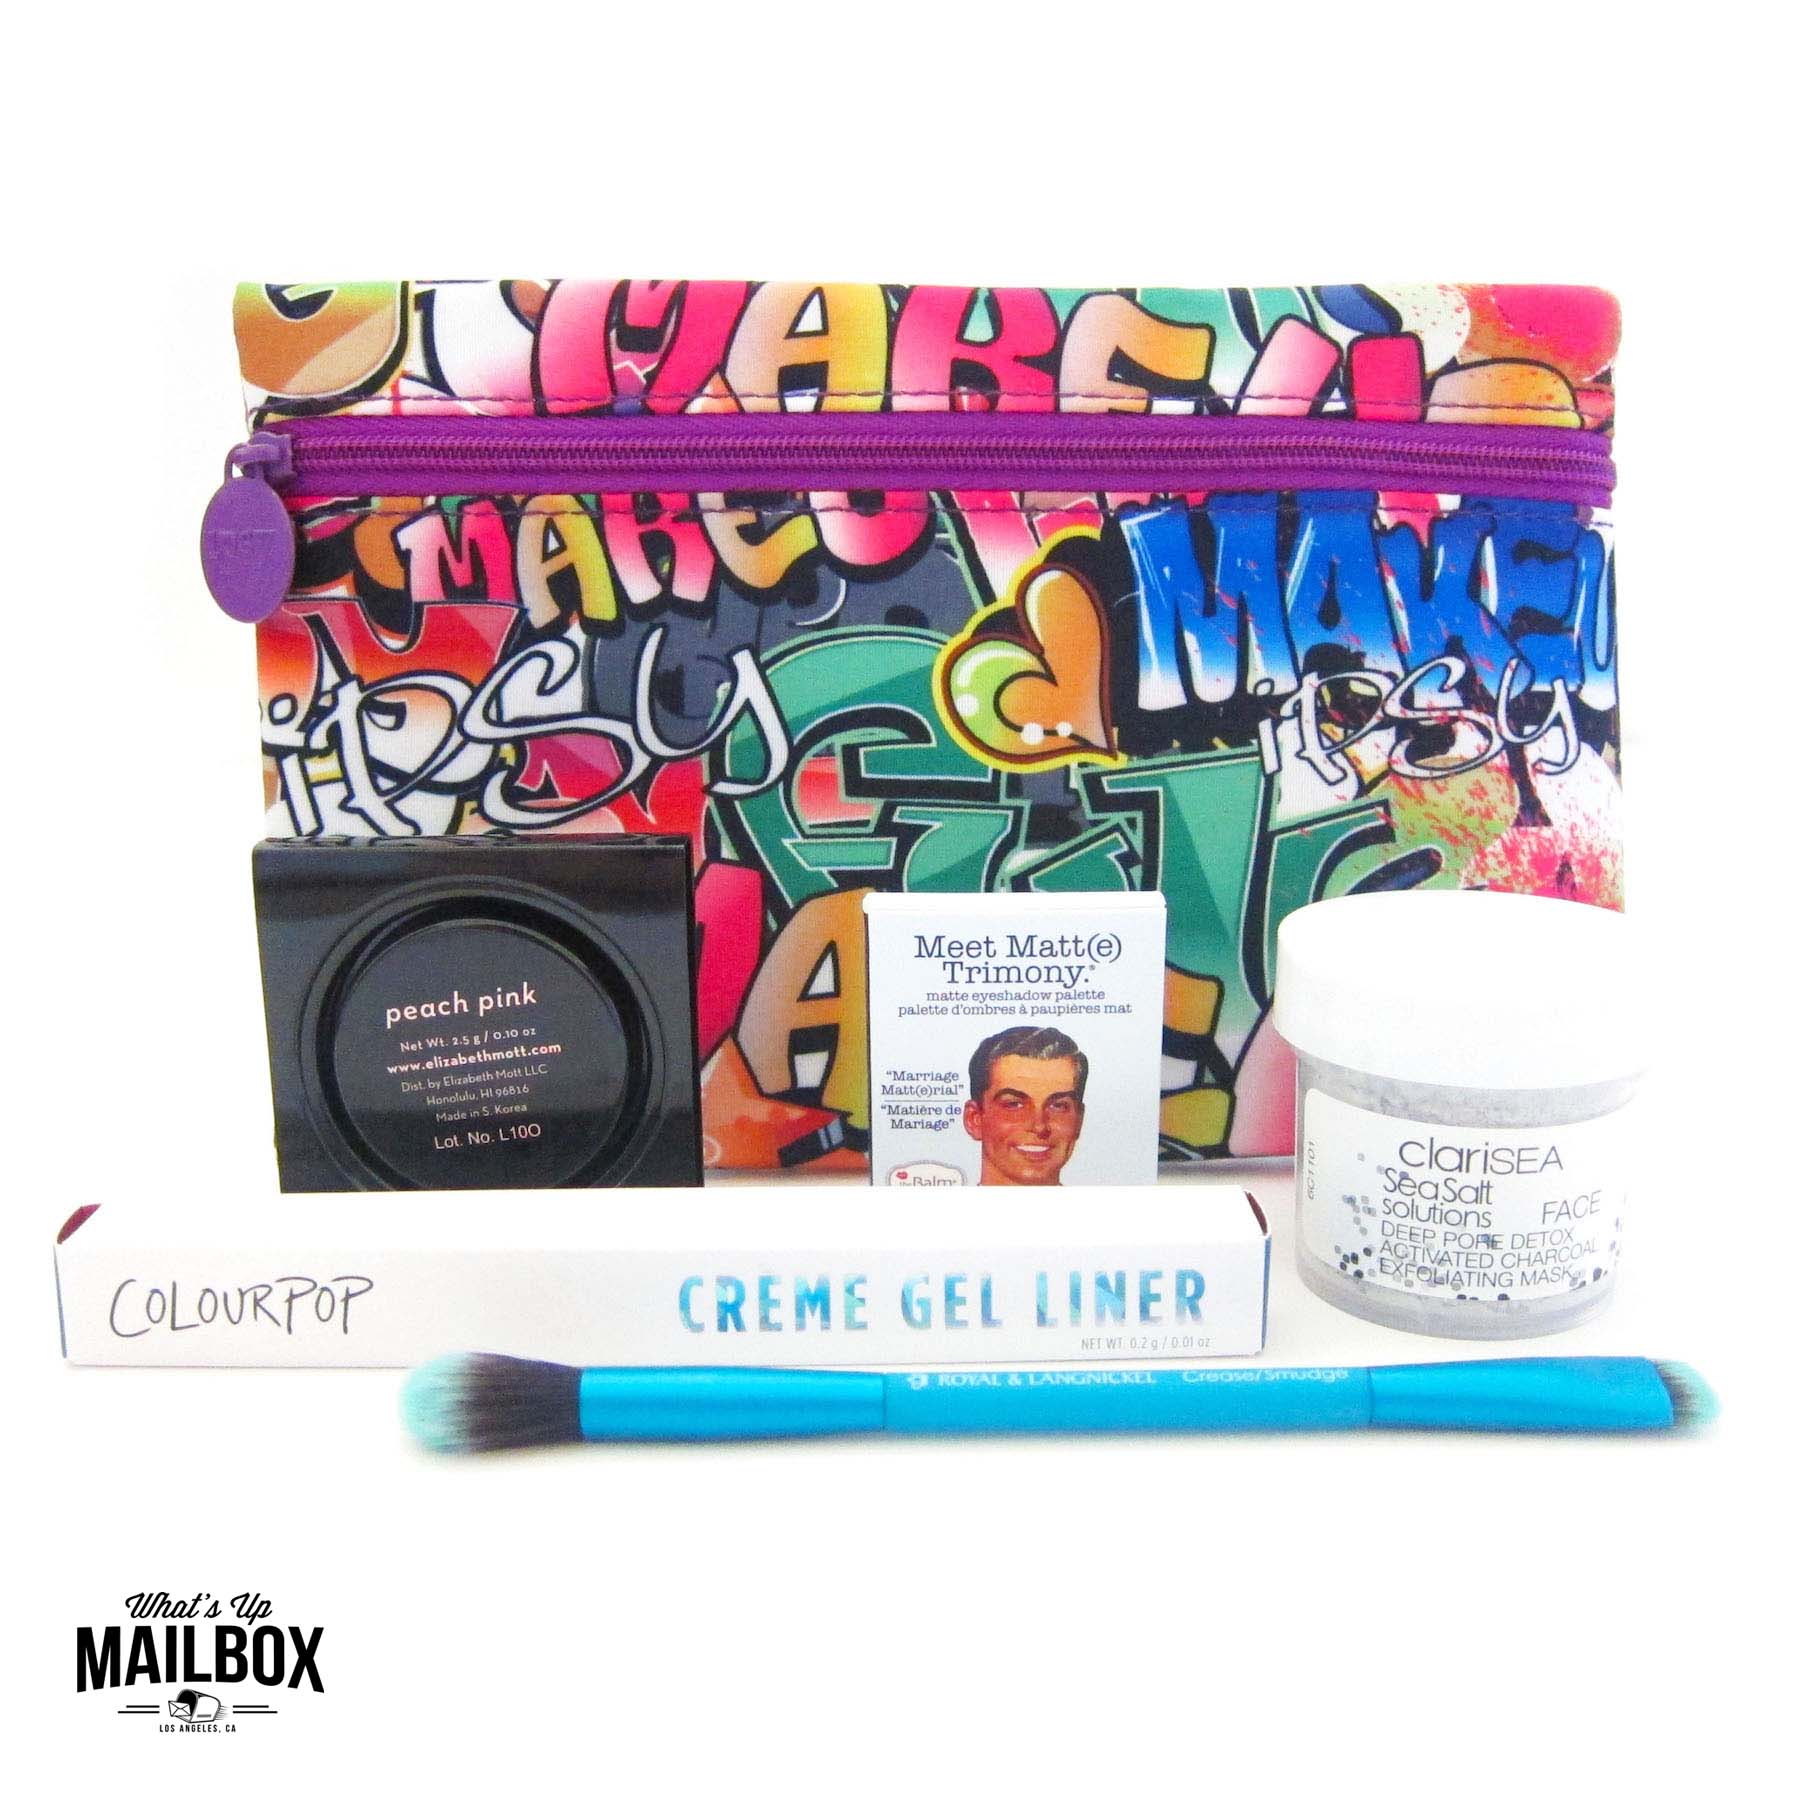 MAKEU
MAKEU
MAKEU
ipsy
ipsy
peach pink
Net Wt. 2.5 g / 0.10 oz
www.elizabethmott.com
Dist. by Elizabeth Mott LLC
Honolulu, HI 96816
Made in S. Korea
Lot. No. L10O
Meet Matt(e)
Trimony.®
matte eyeshadow palette
palette d'ombres à paupières mat
"Marriage
Matt(e)rial"
"Matière de
Mariage"
theBalm®
clariSEA
SeaSalt
solutions FACE
DEEP PORE DETOX
ACTIVATED CHARCOAL
EXFOLIATING MASK
6C1101
COLOURPOP
CRÈME GEL LINER
NET WT. 0.2 g / 0.01 oz
ROYAL & LANGNICKEL Crease/Smudge
What's Up
MAILBOX
LOS ANGELES, CA